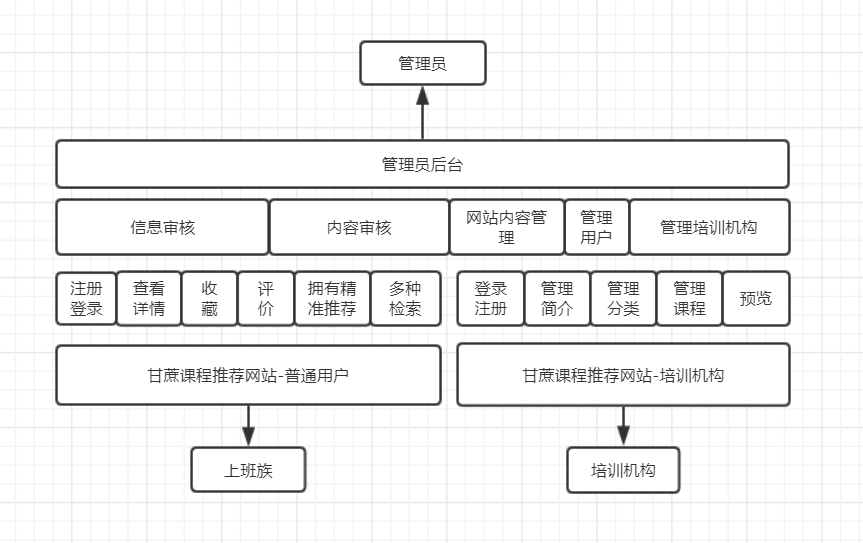 管理员
管理员后台
信息审核
内容审核
网站内容管
理
管理
用户
管理培训机构
注册
登录
查看
详情
收
藏
评
价
拥有精
准推荐
多种
检索
登录
注册
管理
简介
管理
分类
管理
课程
预览
甘蔗课程推荐网站-普通用户
甘蔗课程推荐网站-培训机构
上班族
培训机构